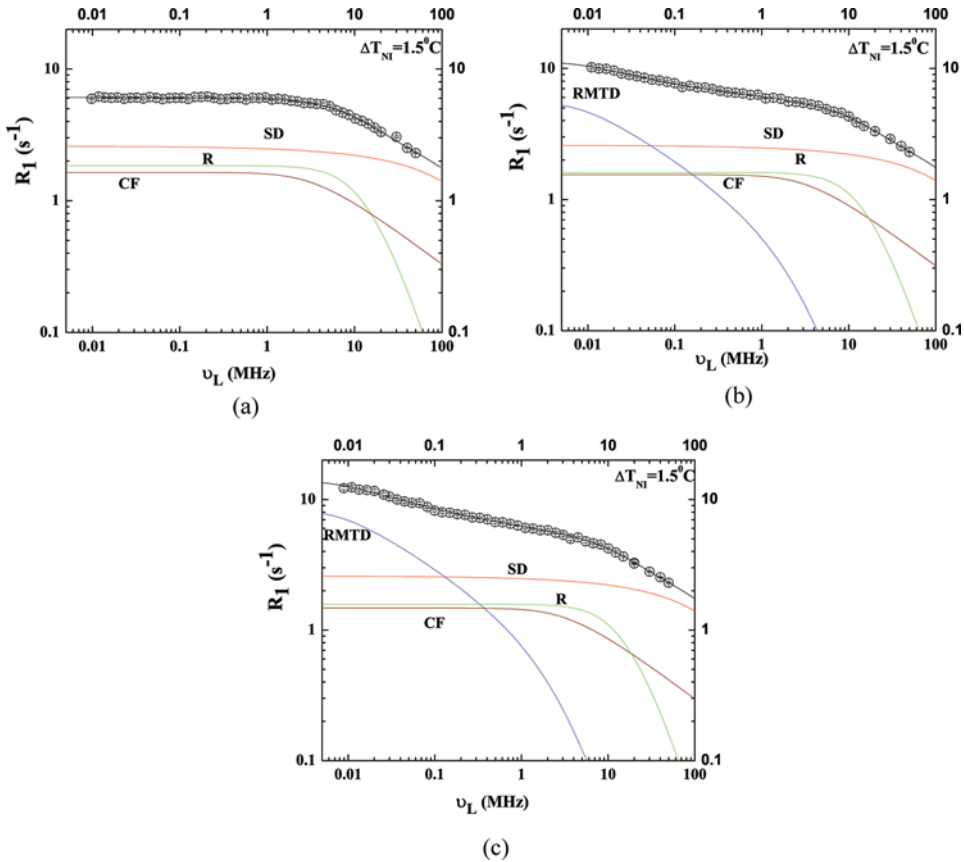 0.01 0.1 1 10 100
ΔT_NI=1.5⁰C
10 10
R₁ (s⁻¹)
SD
R
CF
1 1
0.1 0.1
0.01 0.1 1 10 100
υ_L (MHz)
(a)
0.01 0.1 1 10 100
ΔT_NI=1.5⁰C
10 10
RMTD
R₁ (s⁻¹)
SD
R
CF
1 1
0.1 0.1
0.01 0.1 1 10 100
υ_L (MHz)
(b)
0.01 0.1 1 10 100
ΔT_NI=1.5⁰C
10 10
RMTD
R₁ (s⁻¹)
SD
R
CF
1 1
0.1 0.1
0.01 0.1 1 10 100
υ_L (MHz)
(c)